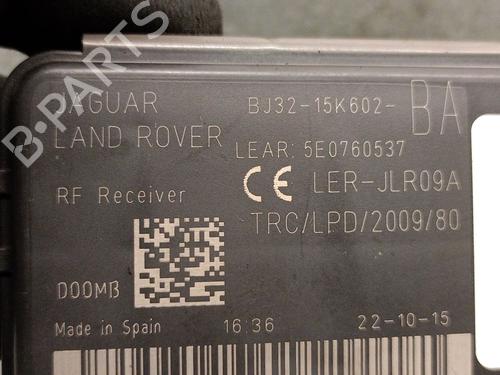 JAGUAR
LAND ROVER
BJ32-15K602-BA
LEAR: 5E0760537
RF Receiver
CE LER-JLR09A
TRC/LPD/2009/80
D00MB
Made in Spain 16:36 22-10-15
B-PARTS